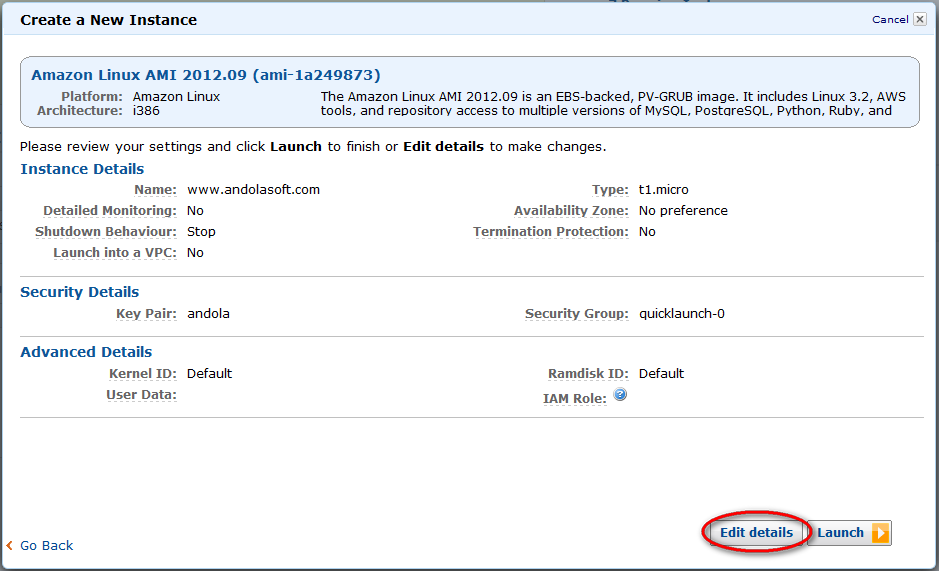 Create a New Instance
Cancel
Amazon Linux AMI 2012.09 (ami-1a249873)
Platform: Amazon Linux
Architecture: i386
The Amazon Linux AMI 2012.09 is an EBS-backed, PV-GRUB image. It includes Linux 3.2, AWS
tools, and repository access to multiple versions of MySQL, PostgreSQL, Python, Ruby, and
Please review your settings and click Launch to finish or Edit details to make changes.
Instance Details
Name: www.andolasoft.com
Type: t1.micro
Detailed Monitoring: No
Availability Zone: No preference
Shutdown Behaviour: Stop
Termination Protection: No
Launch into a VPC: No
Security Details
Key Pair: andola
Security Group: quicklaunch-0
Advanced Details
Kernel ID: Default
Ramdisk ID: Default
User Data:
IAM Role: ?
Edit details
Launch
Go Back